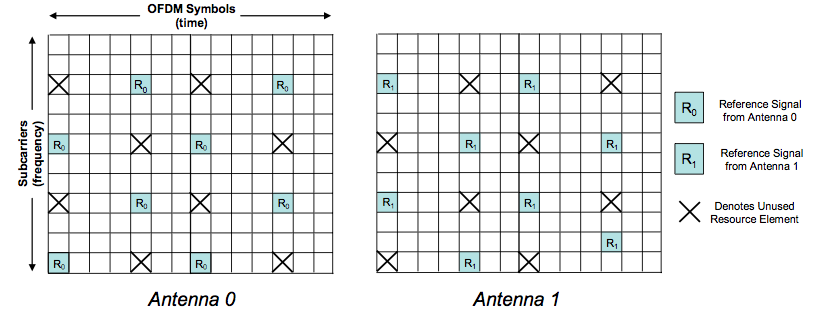 OFDM Symbols
(time)
Subcarriers
(frequency)
R0 R0
R0 R0
R0 R0
R0 R0
Antenna 0
R1 R1
R1 R1
R1 R1
R1
R1
Antenna 1
R0 Reference Signal
from Antenna 0
R1 Reference Signal
from Antenna 1
Denotes Unused
Resource Element